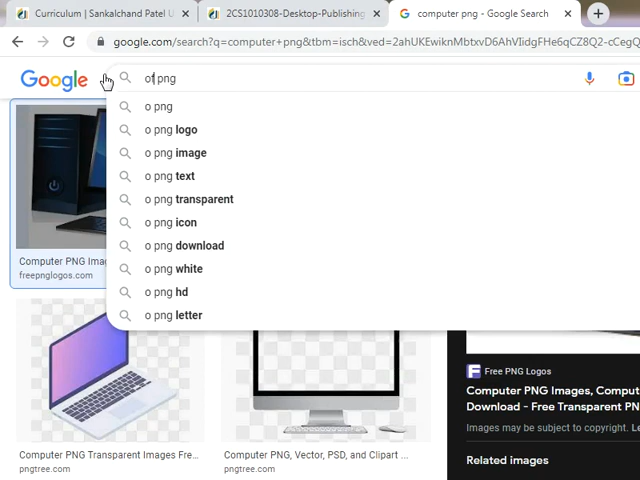 Curriculum | Sankalchand Patel U
2CS1010308-Desktop-Publishing
computer png - Google Search
google.com/search?q=computer+png&tbm=isch&ved=2ahUKEwiknMbtxvD6AhVIidgFHe6qCZ8Q2-cCegQ
Google
of png
o png
o png logo
o png image
o png text
o png transparent
o png icon
o png download
o png white
o png hd
o png letter
Computer PNG Imag
freepnglogos.com
Computer PNG Transparent Images Free...
pngtree.com
Computer PNG, Vector, PSD, and Clipart ...
pngtree.com
Free PNG Logos
Computer PNG Images, Comput
Download - Free Transparent PN
Images may be subject to copyright. Le
Related images